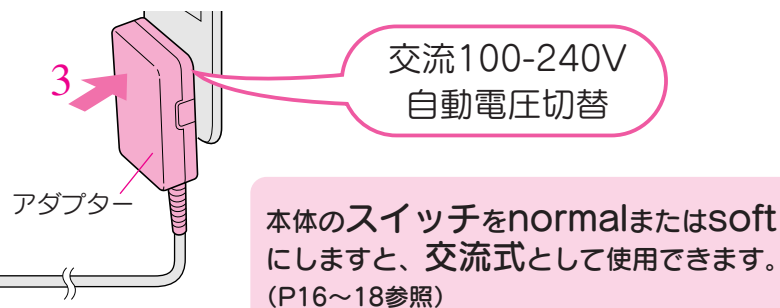 交流100-240V
自動電圧切替
3
アダプター
本体のスイッチをnormalまたはsoft
にしますと、交流式として使用できます。
(P16〜18参照)